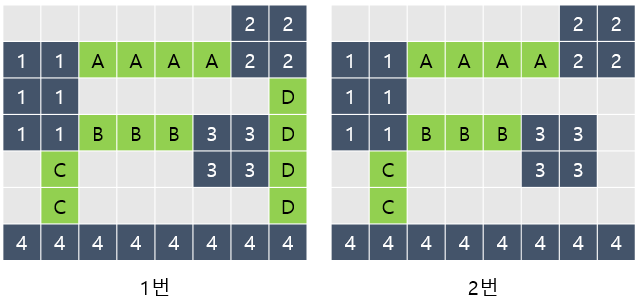 2 2 2 2
1 1 A A A A 2 2 1 1 A A A A 2 2
1 1 D 1 1
1 1 B B B 3 3 D 1 1 B B B 3 3
C 3 3 D C 3 3
C D C
4 4 4 4 4 4 4 4 4 4 4 4 4 4 4 4
1번 2번